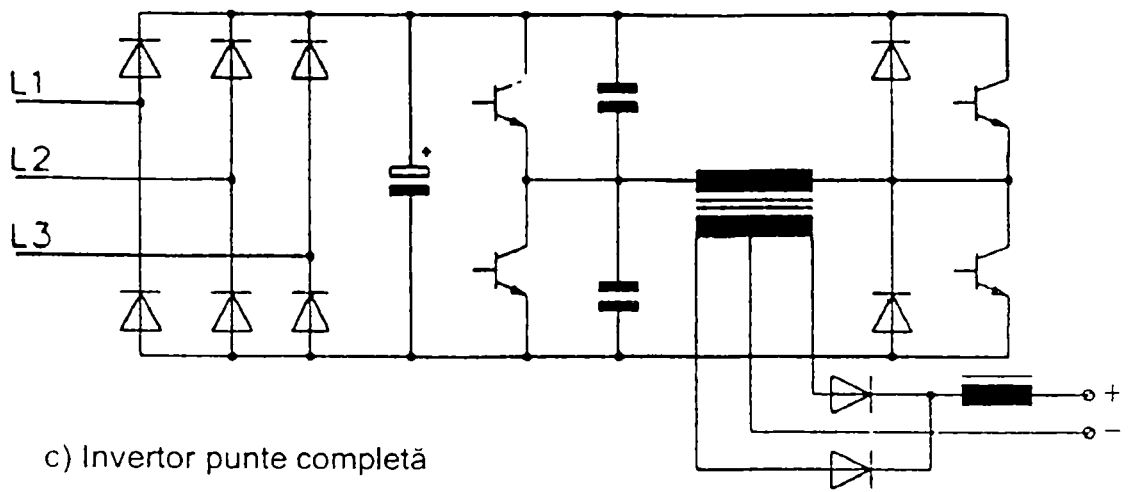 L1
L2
L3
+
+
-
c) Invertor punte completă